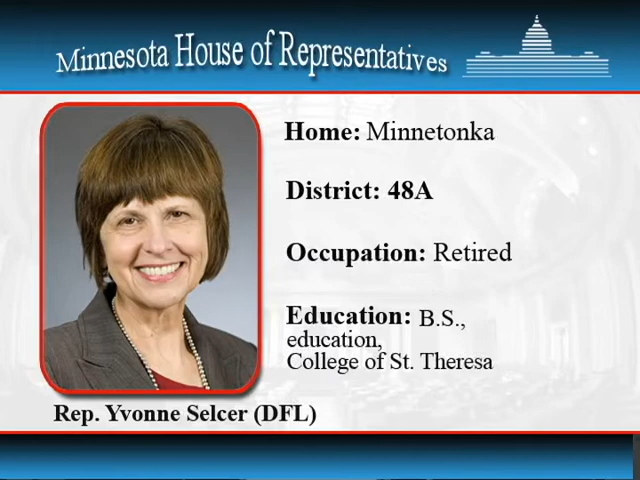 Minnesota House of Representatives
Home: Minnetonka
District: 48A
Occupation: Retired
Education: B.S.,
education,
College of St. Theresa
Rep. Yvonne Selcer (DFL)